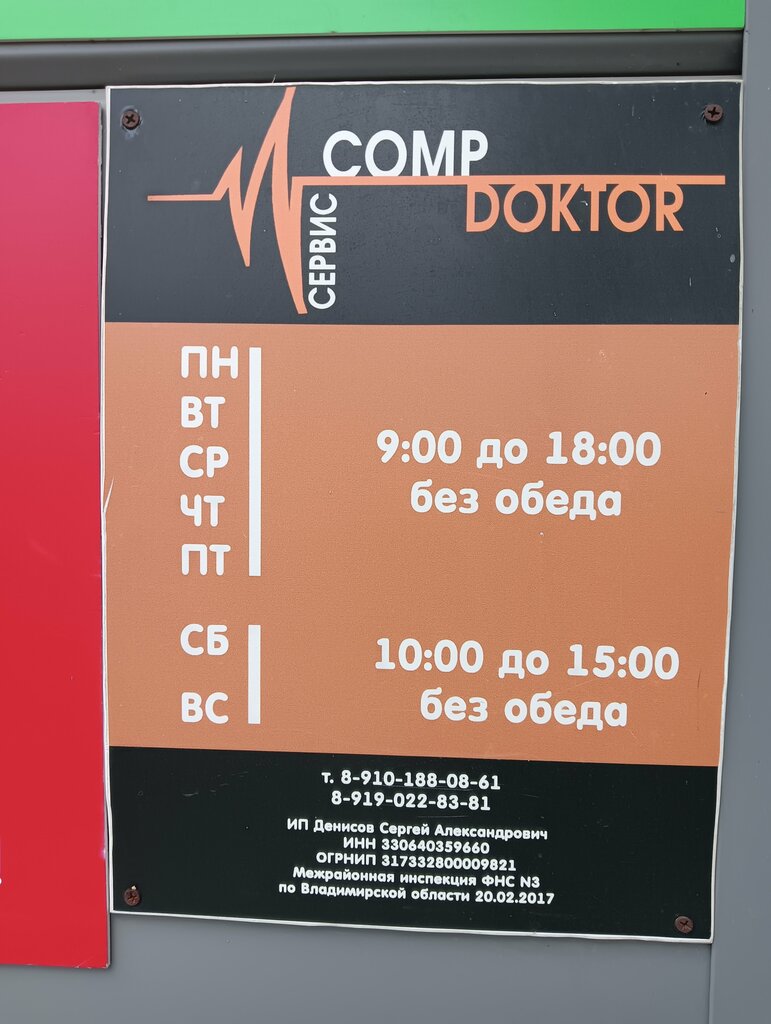 COMP
DOKTOR
СЕРВИС
ПН
ВТ
СР
ЧТ
ПТ
9:00 до 18:00
без обеда
СБ
ВС
10:00 до 15:00
без обеда
т. 8-910-188-08-61
8-919-022-83-81
ИП Денисов Сергей Александрович
ИНН 330640359660
ОГРНИП 317332800009821
Межрайонная инспекция ФНС N3
по Владимирской области 20.02.2017